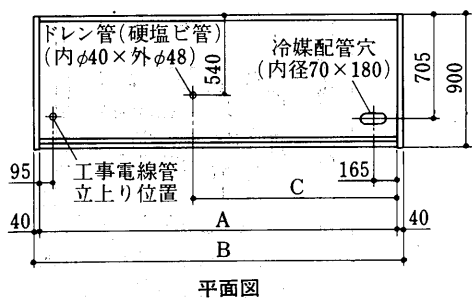 ドレン管(硬塩ビ管)
(内φ40×外φ48)
540
冷媒配管穴
(内径70×180)
705
900
95
工事電線管
立上り位置
165
C
40
A
40
B
平面図